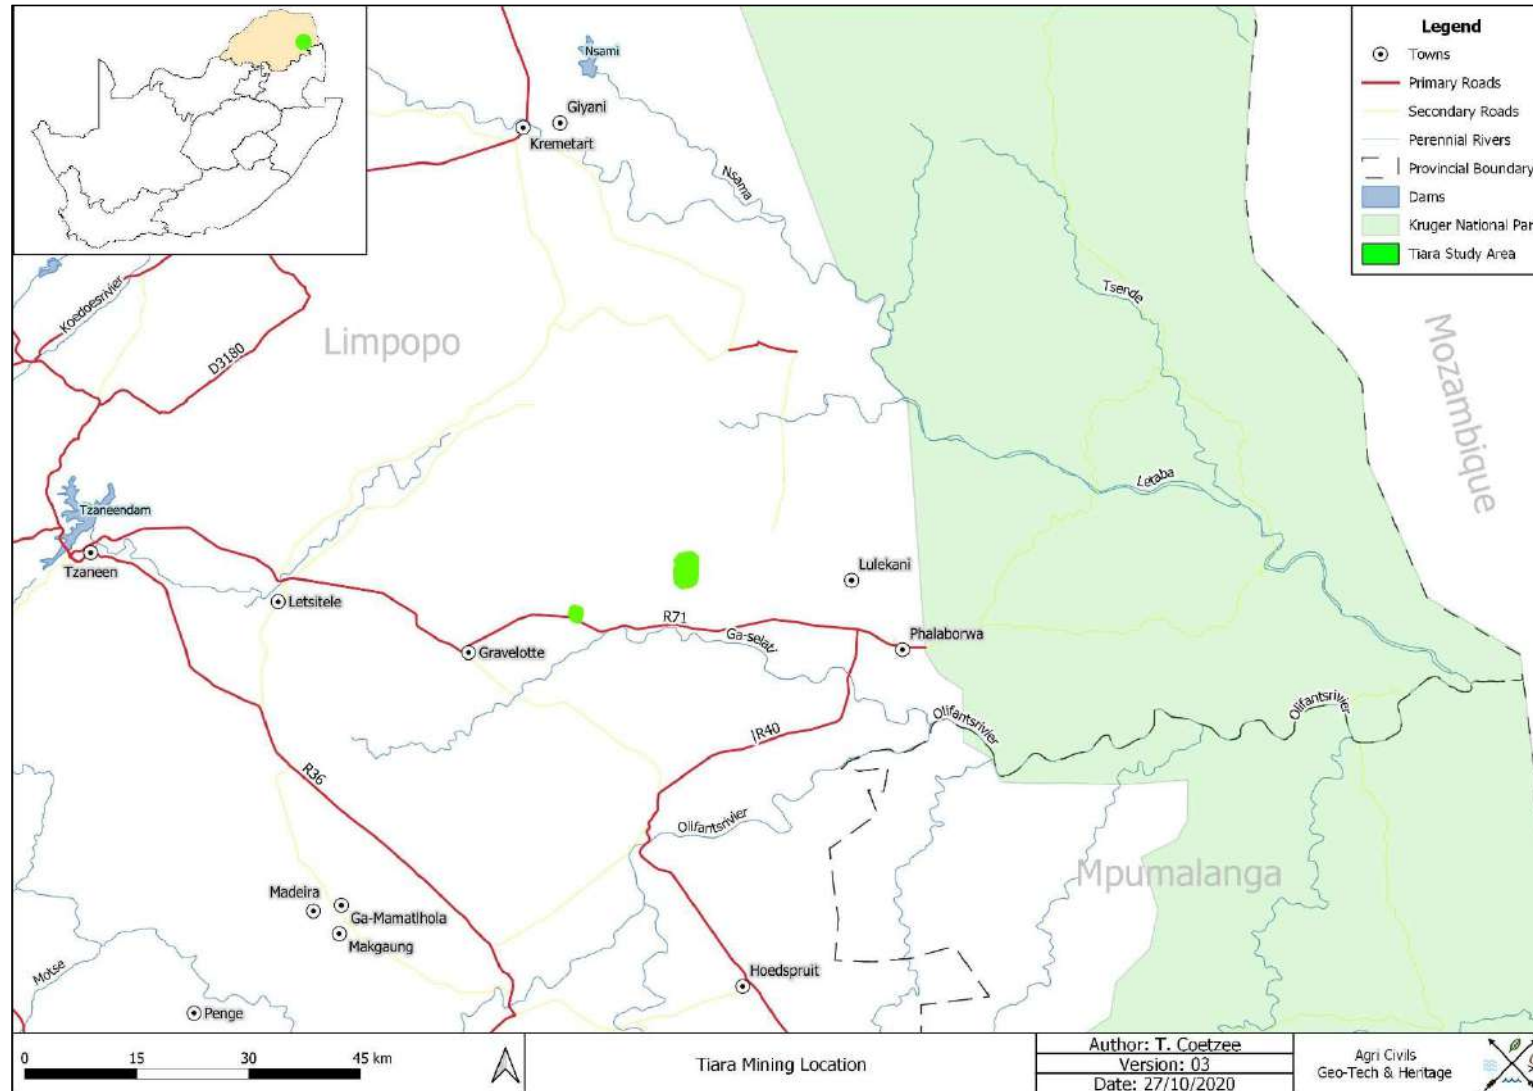 Legend
Towns
Primary Roads
Secondary Roads
Perennial Rivers
Provincial Boundary
Dams
Kruger National Par
Tiara Study Area
Nsami
Giyani
Kremetart
Nsama
Koedoesrivier
D3180
Limpopo
Tsende
Mozambique
Letaba
Tzaneendam
Tzaneen
Letsitele
Lulekani
R71
Ga-selati
Phalaborwa
Gravelotte
Olifantsrivier
Olifantsrivier
R40
R36
Olifantsrivier
Mpumalanga
Madeira
Ga-Mamatlhola
Makgaung
Hoedspruit
Motse
Penge
0 15 30 45 km
Tiara Mining Location
Author: T. Coetzee
Version: 03
Date: 27/10/2020
Agri Civils
Geo-Tech & Heritage